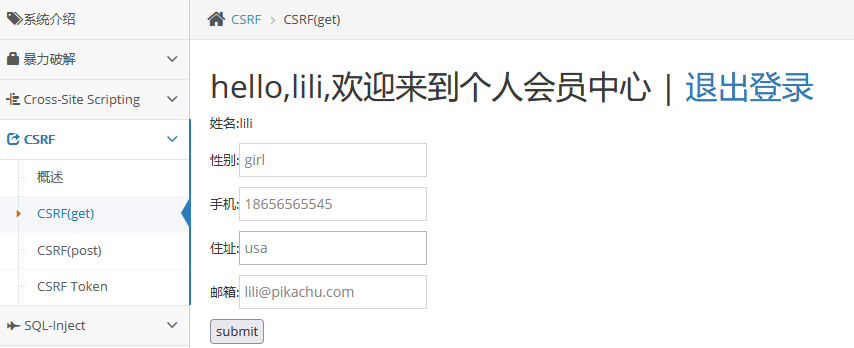 系统介绍
暴力破解
Cross-Site Scripting
CSRF
概述
CSRF(get)
CSRF(post)
CSRF Token
SQL-Inject
CSRF > CSRF(get)
hello,lili,欢迎来到个人会员中心 | 退出登录
姓名:lili
性别:girl
手机:18656565545
住址:usa
邮箱:lili@pikachu.com
submit